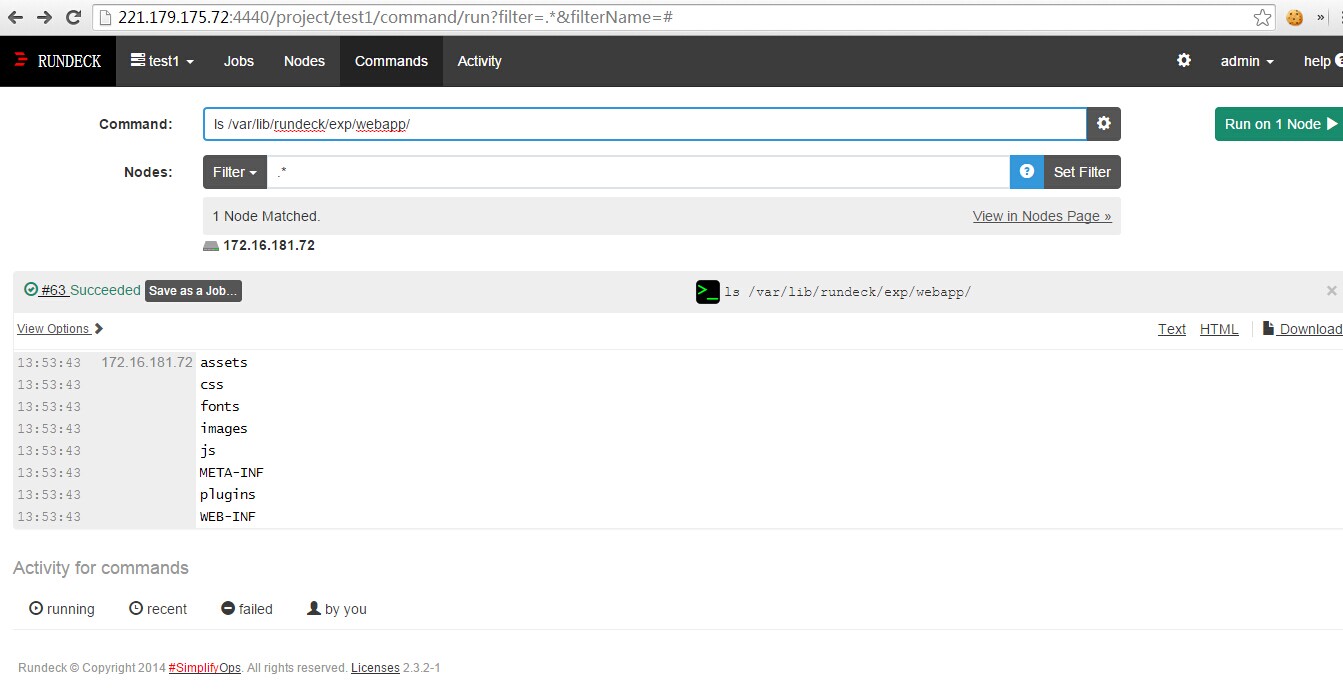 221.179.175.72:4440/project/test1/command/run?filter=.*&filterName=#
RUNDECK test1 Jobs Nodes Commands Activity admin help
Command: ls /var/lib/rundeck/exp/webapp/ Run on 1 Node
Nodes: Filter .* Set Filter
1 Node Matched. View in Nodes Page »
172.16.181.72
#63 Succeeded Save as a Job... >_ ls /var/lib/rundeck/exp/webapp/ ×
View Options Text HTML Download
13:53:43 172.16.181.72 assets
13:53:43 css
13:53:43 fonts
13:53:43 images
13:53:43 js
13:53:43 META-INF
13:53:43 plugins
13:53:43 WEB-INF
Activity for commands
running recent failed by you
Rundeck © Copyright 2014 #SimplifyOps. All rights reserved. Licenses 2.3.2-1